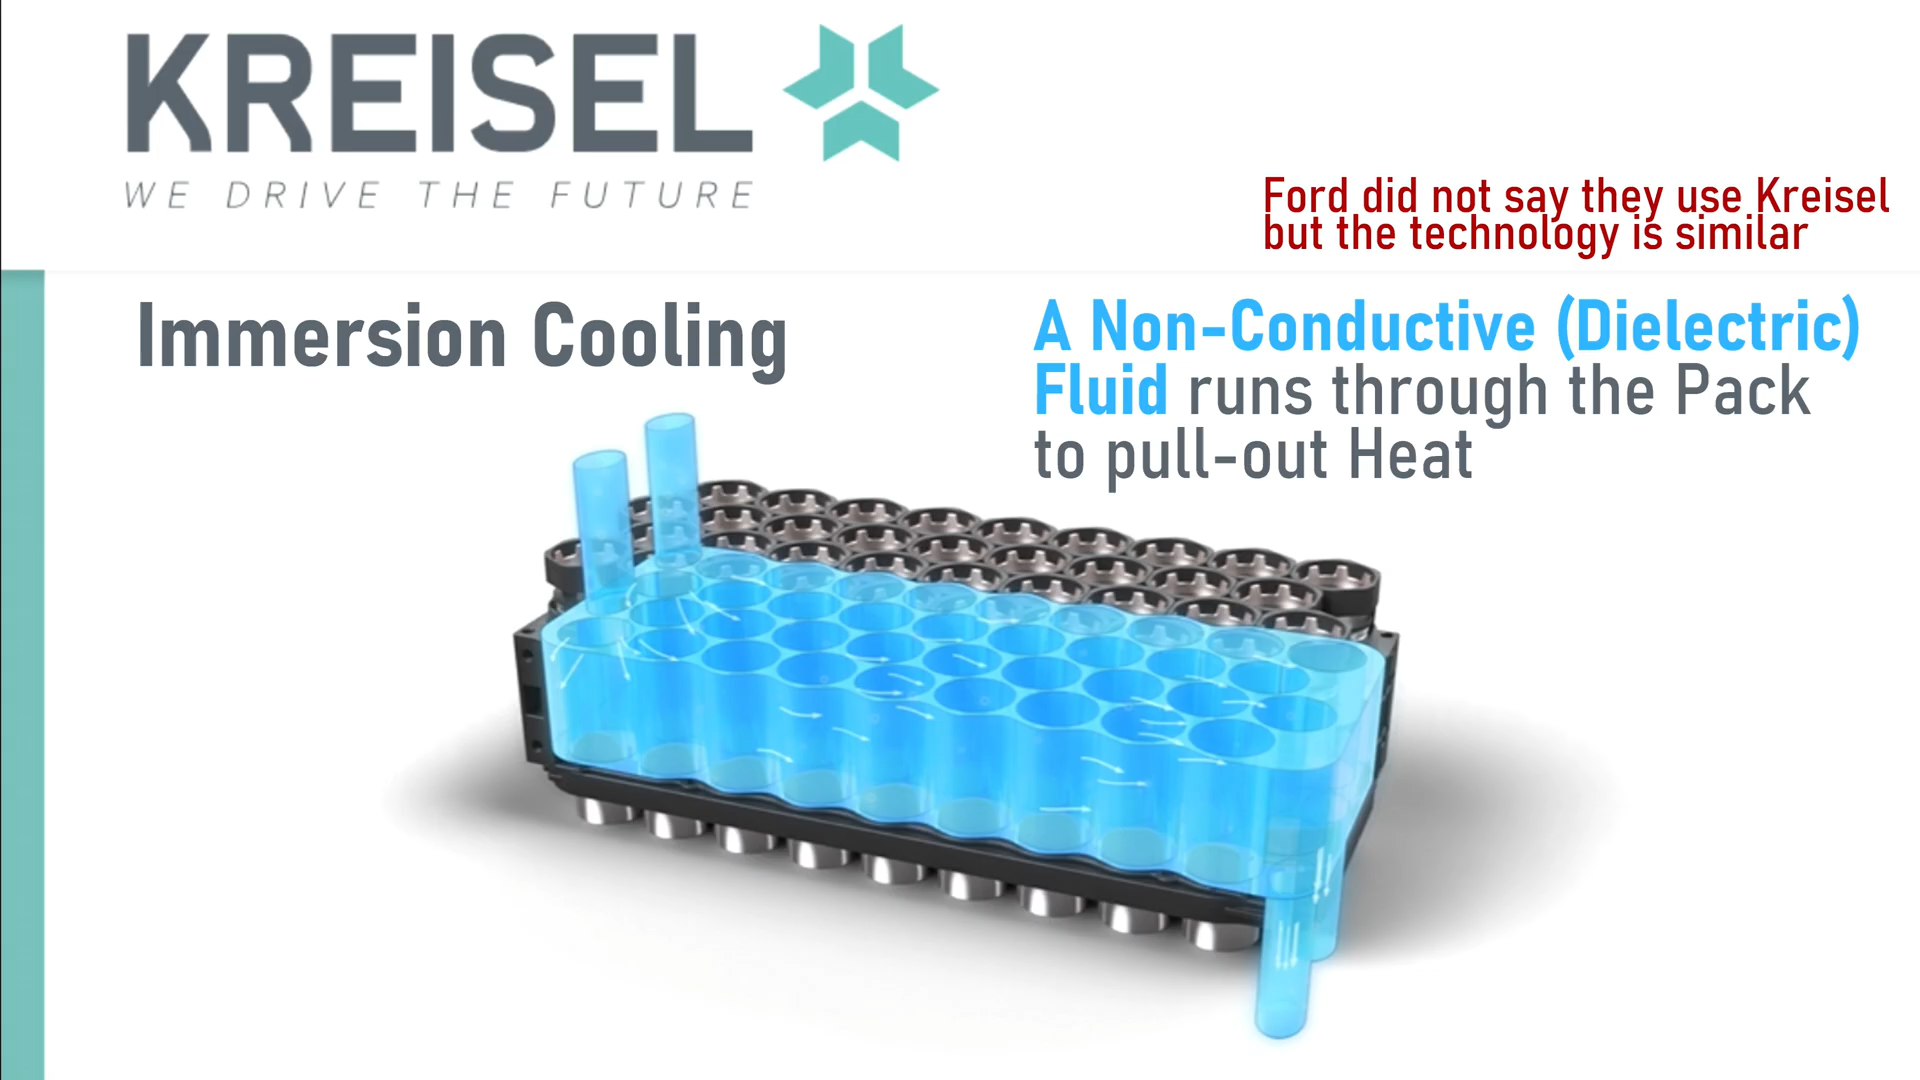 KREISEL
WE DRIVE THE FUTURE
Ford did not say they use Kreisel
but the technology is similar
Immersion Cooling
A Non-Conductive (Dielectric)
Fluid runs through the Pack
to pull-out Heat